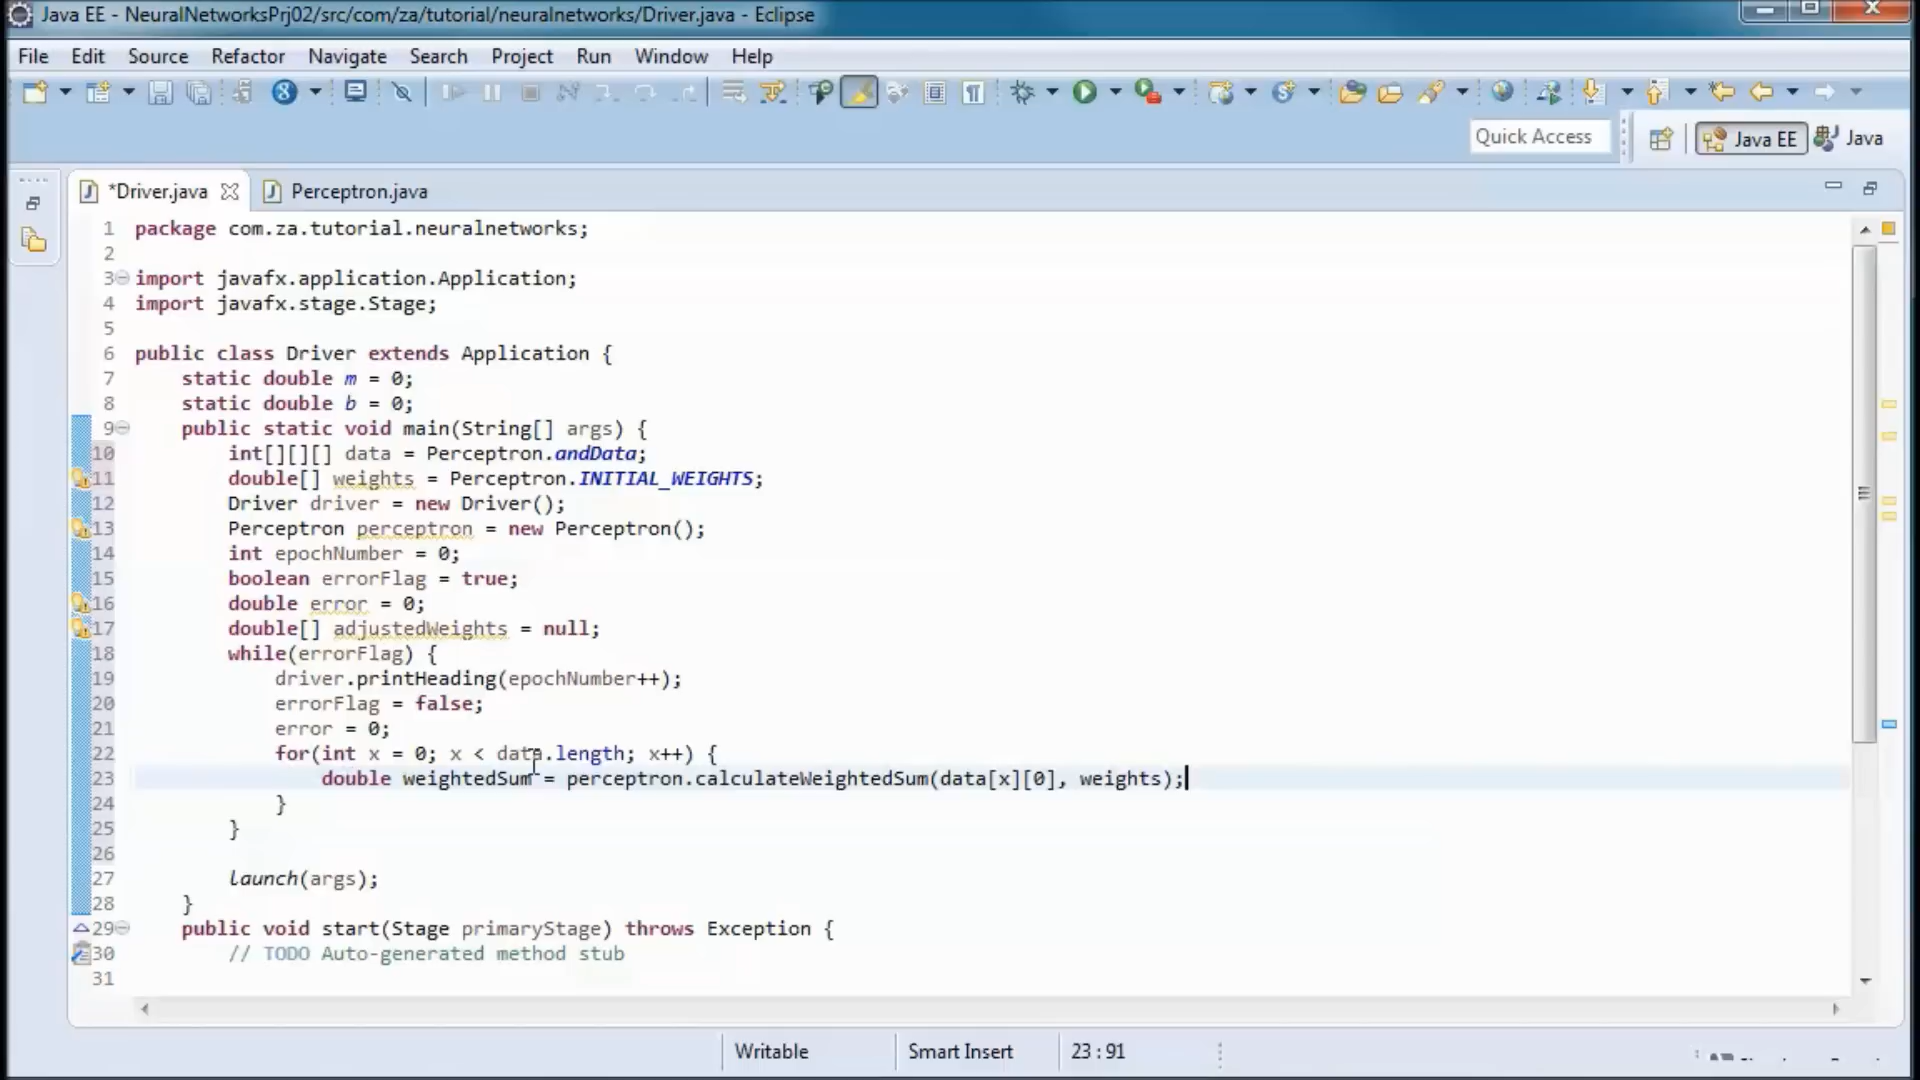 Java EE - NeuralNetworksPrj02/src/com/za/tutorial/neuralnetworks/Driver.java - Eclipse
File Edit Source Refactor Navigate Search Project Run Window Help
Quick Access Java EE Java
*Driver.java Perceptron.java
1 package com.za.tutorial.neuralnetworks;
2
3 import javafx.application.Application;
4 import javafx.stage.Stage;
5
6 public class Driver extends Application {
7 static double m = 0;
8 static double b = 0;
9 public static void main(String[] args) {
10 int[][][] data = Perceptron.andData;
11 double[] weights = Perceptron.INITIAL_WEIGHTS;
12 Driver driver = new Driver();
13 Perceptron perceptron = new Perceptron();
14 int epochNumber = 0;
15 boolean errorFlag = true;
16 double error = 0;
17 double[] adjustedWeights = null;
18 while(errorFlag) {
19 driver.printHeading(epochNumber++);
20 errorFlag = false;
21 error = 0;
22 for(int x = 0; x < data.length; x++) {
23 double weightedSum = perceptron.calculateWeightedSum(data[x][0], weights);
24 }
25 }
26
27 launch(args);
28 }
29 public void start(Stage primaryStage) throws Exception {
30 // TODO Auto-generated method stub
31
Writable Smart Insert 23 : 91